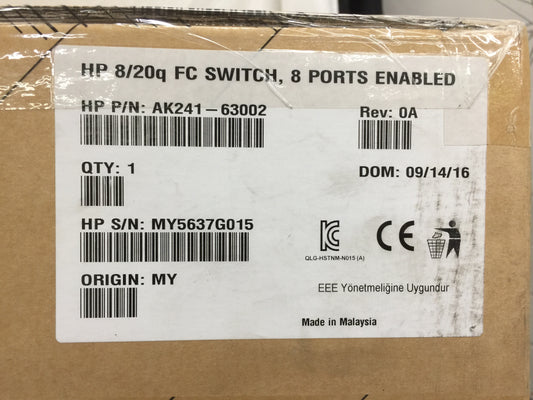 HP 8/20q FC SWITCH, 8 PORTS ENABLED
HP P/N: AK241-63002
Rev: 0A
QTY: 1
DOM: 09/14/16
HP S/N: MY5637G015
QLG-HSTNM-N015 (A)
CE
ORIGIN: MY
EEE Yönetmeliğine Uygundur
Made in Malaysia